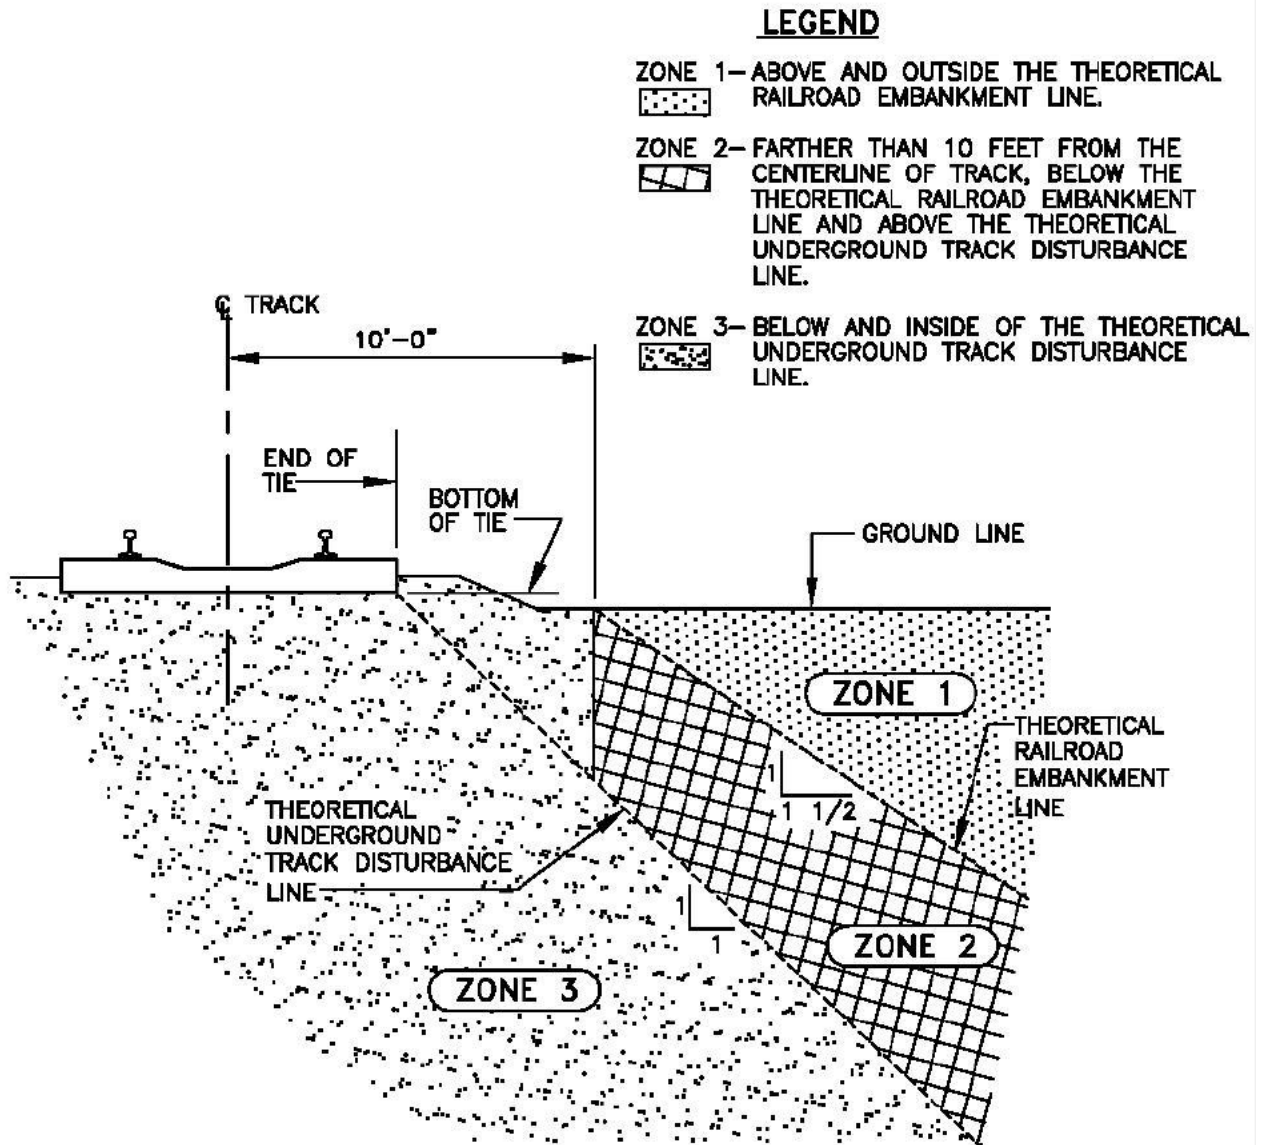 LEGEND
ZONE 1– ABOVE AND OUTSIDE THE THEORETICAL
RAILROAD EMBANKMENT LINE.
ZONE 2– FARTHER THAN 10 FEET FROM THE
CENTERLINE OF TRACK, BELOW THE
THEORETICAL RAILROAD EMBANKMENT
LINE AND ABOVE THE THEORETICAL
UNDERGROUND TRACK DISTURBANCE
LINE.
ZONE 3– BELOW AND INSIDE OF THE THEORETICAL
UNDERGROUND TRACK DISTURBANCE
LINE.
℄ TRACK
10'-0"
END OF
TIE
BOTTOM
OF TIE
GROUND LINE
ZONE 1
THEORETICAL
RAILROAD
EMBANKMENT
LINE
1
1 1/2
THEORETICAL
UNDERGROUND
TRACK DISTURBANCE
LINE
1
1
ZONE 2
ZONE 3